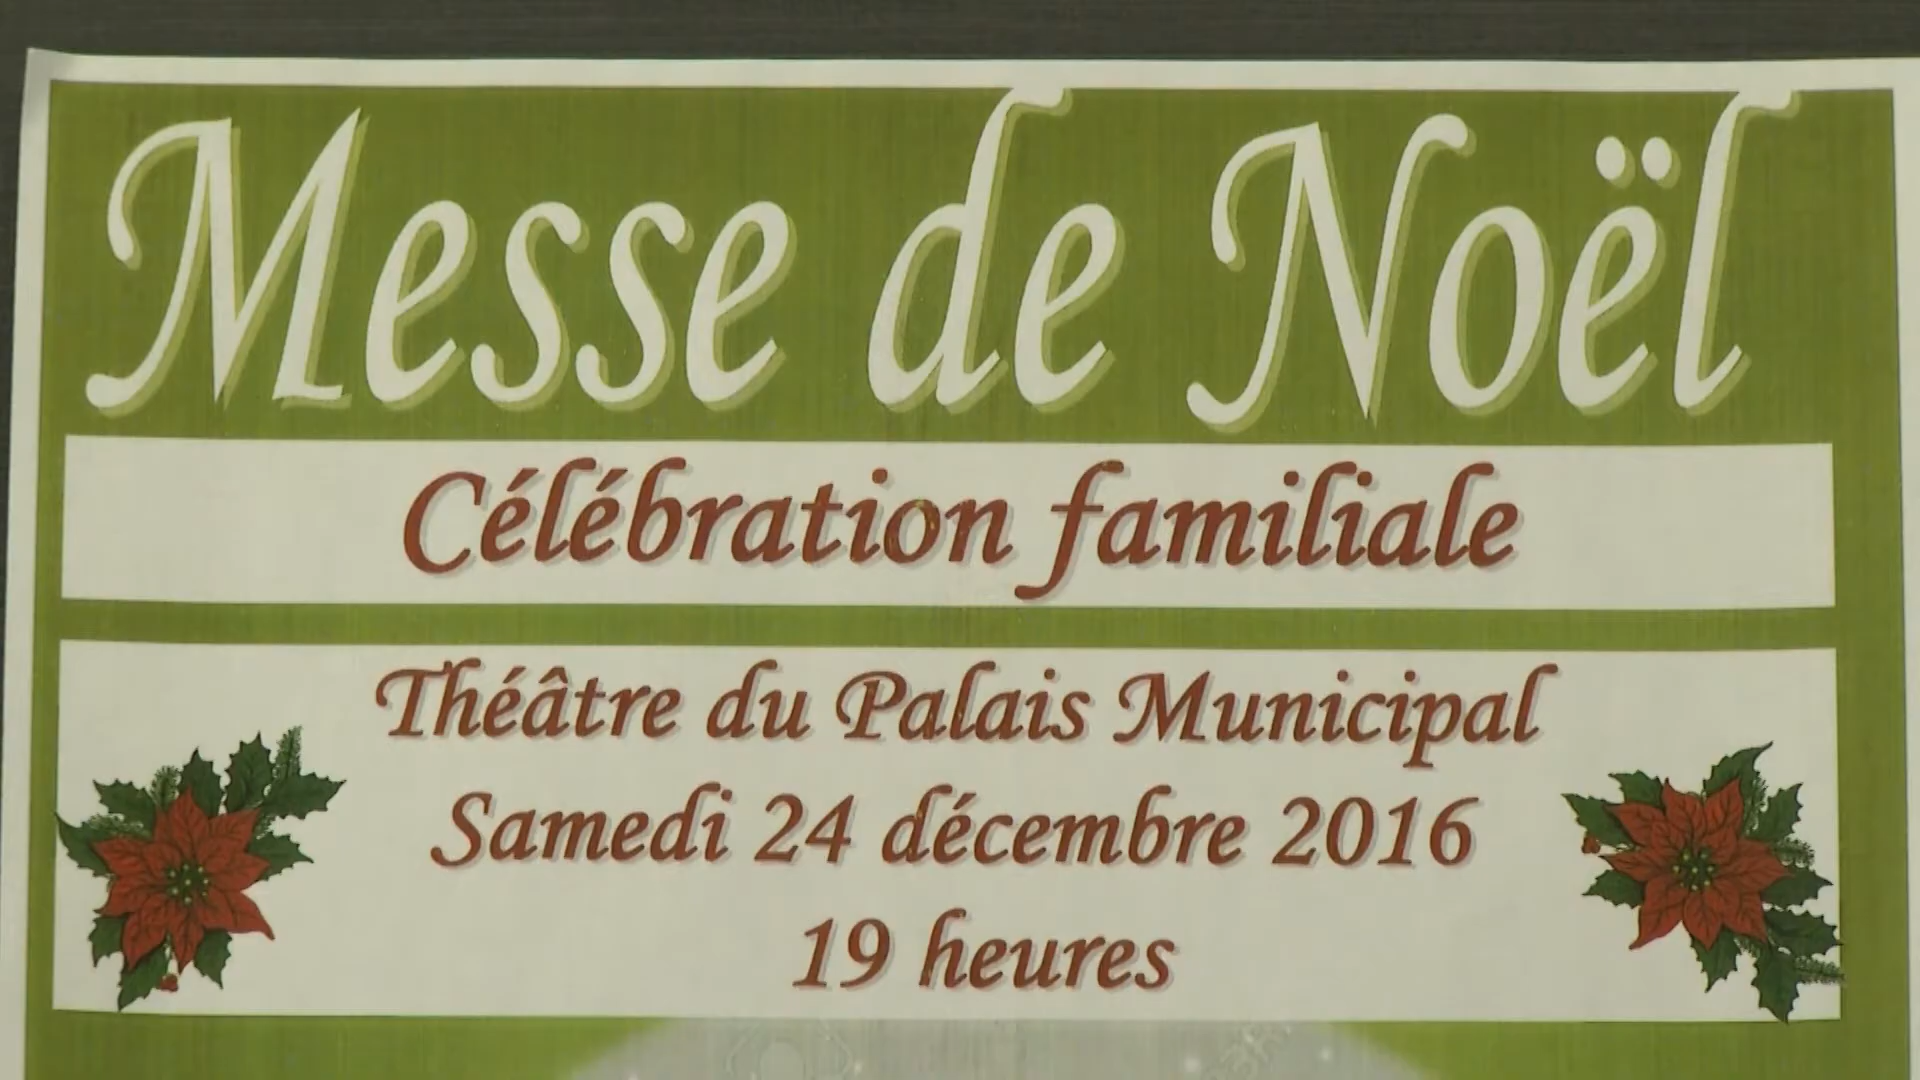 Messe de Noël
Célébration familiale
Théâtre du Palais Municipal
Samedi 24 décembre 2016
19 heures